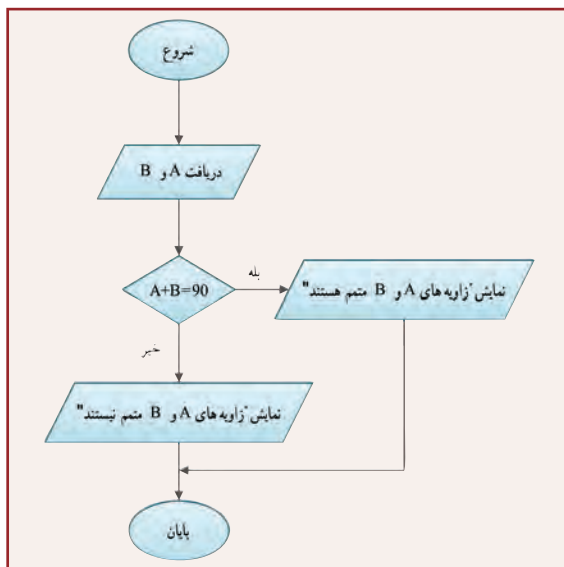 شروع
دریافت A و B
A+B=90
بله
نمایش "زاویه های A و B متمم هستند"
خیر
نمایش "زاویه های A و B متمم نیستند"
پایان